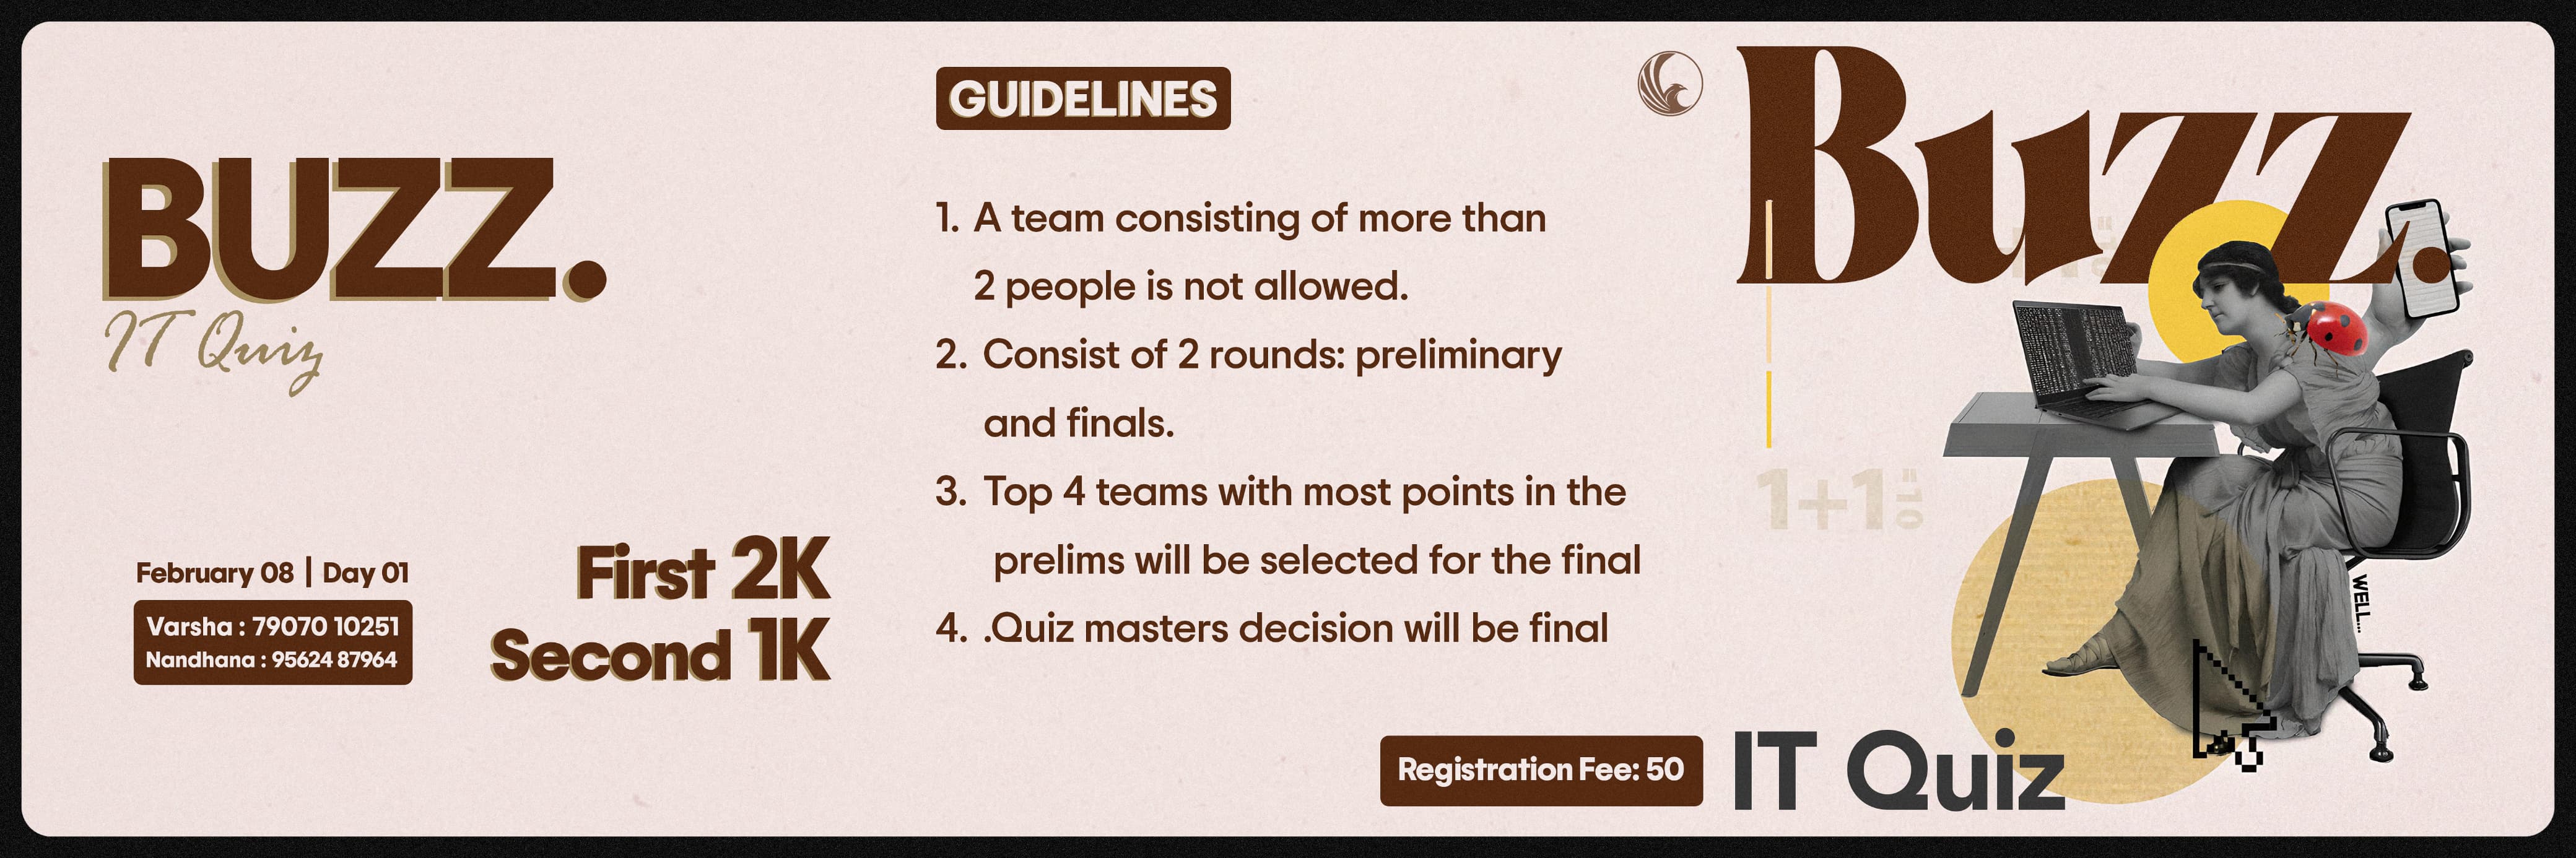 BUZZ.
IT Quiz
February 08 | Day 01
Varsha : 79070 10251
Nandhana : 95624 87964
First 2K
Second 1K
GUIDELINES
1. A team consisting of more than
2 people is not allowed.
2. Consist of 2 rounds: preliminary
and finals.
3. Top 4 teams with most points in the
prelims will be selected for the final
4. .Quiz masters decision will be final
Registration Fee: 50
Buzz.
1+1
=10
WELL...
IT Quiz